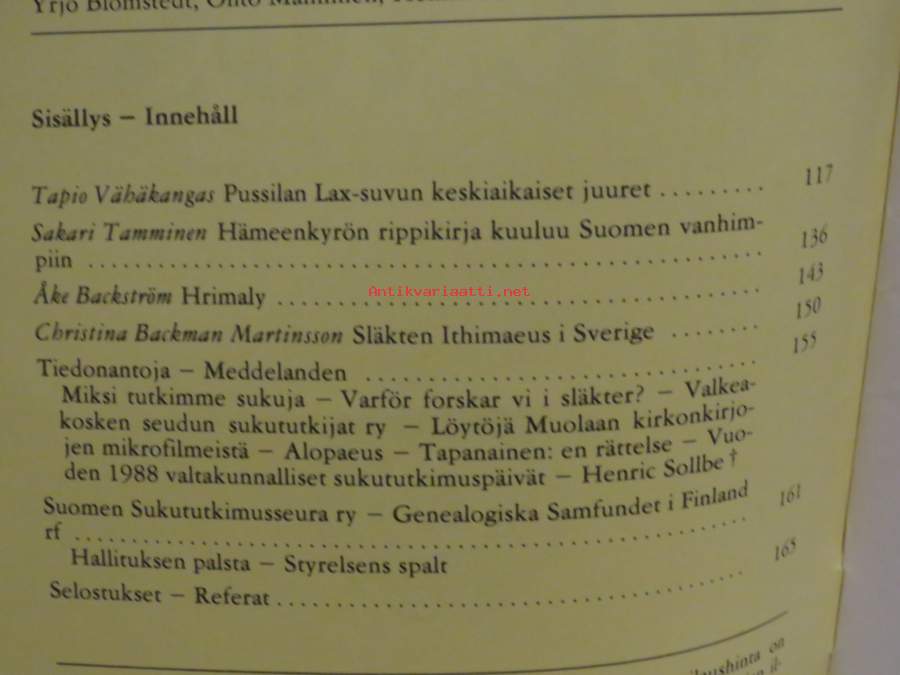 Yrjö Blomstedt,
Sisällys – Innehåll
Tapio Vähäkangas Pussilan Lax-suvun keskiaikaiset juuret ......... 117
Sakari Tamminen Hämeenkyrön rippikirja kuuluu Suomen vanhim-
piin ........................................................ 136
Åke Backström Hrimaly ........................................ 143
Antikvariaatti.net
Christina Backman Martinsson Släkten Ithimaeus i Sverige ........ 150
Tiedonantoja – Meddelanden ................................ 155
Miksi tutkimme sukuja – Varför forskar vi i släkter? – Valkea-
kosken seudun sukututkijat ry – Löytöjä Muolaan kirkonkirjo-
jen mikrofilmeistä – Alopaeus – Tapanainen: en rättelse – Vuo-
den 1988 valtakunnalliset sukututkimuspäivät – Henric Sollbe †
Suomen Sukututkimusseura ry – Genealogiska Samfundet i Finland
rf ........................................................ 161
Hallituksen palsta – Styrelsens spalt
Selostukset – Referat ........................................ 165
on